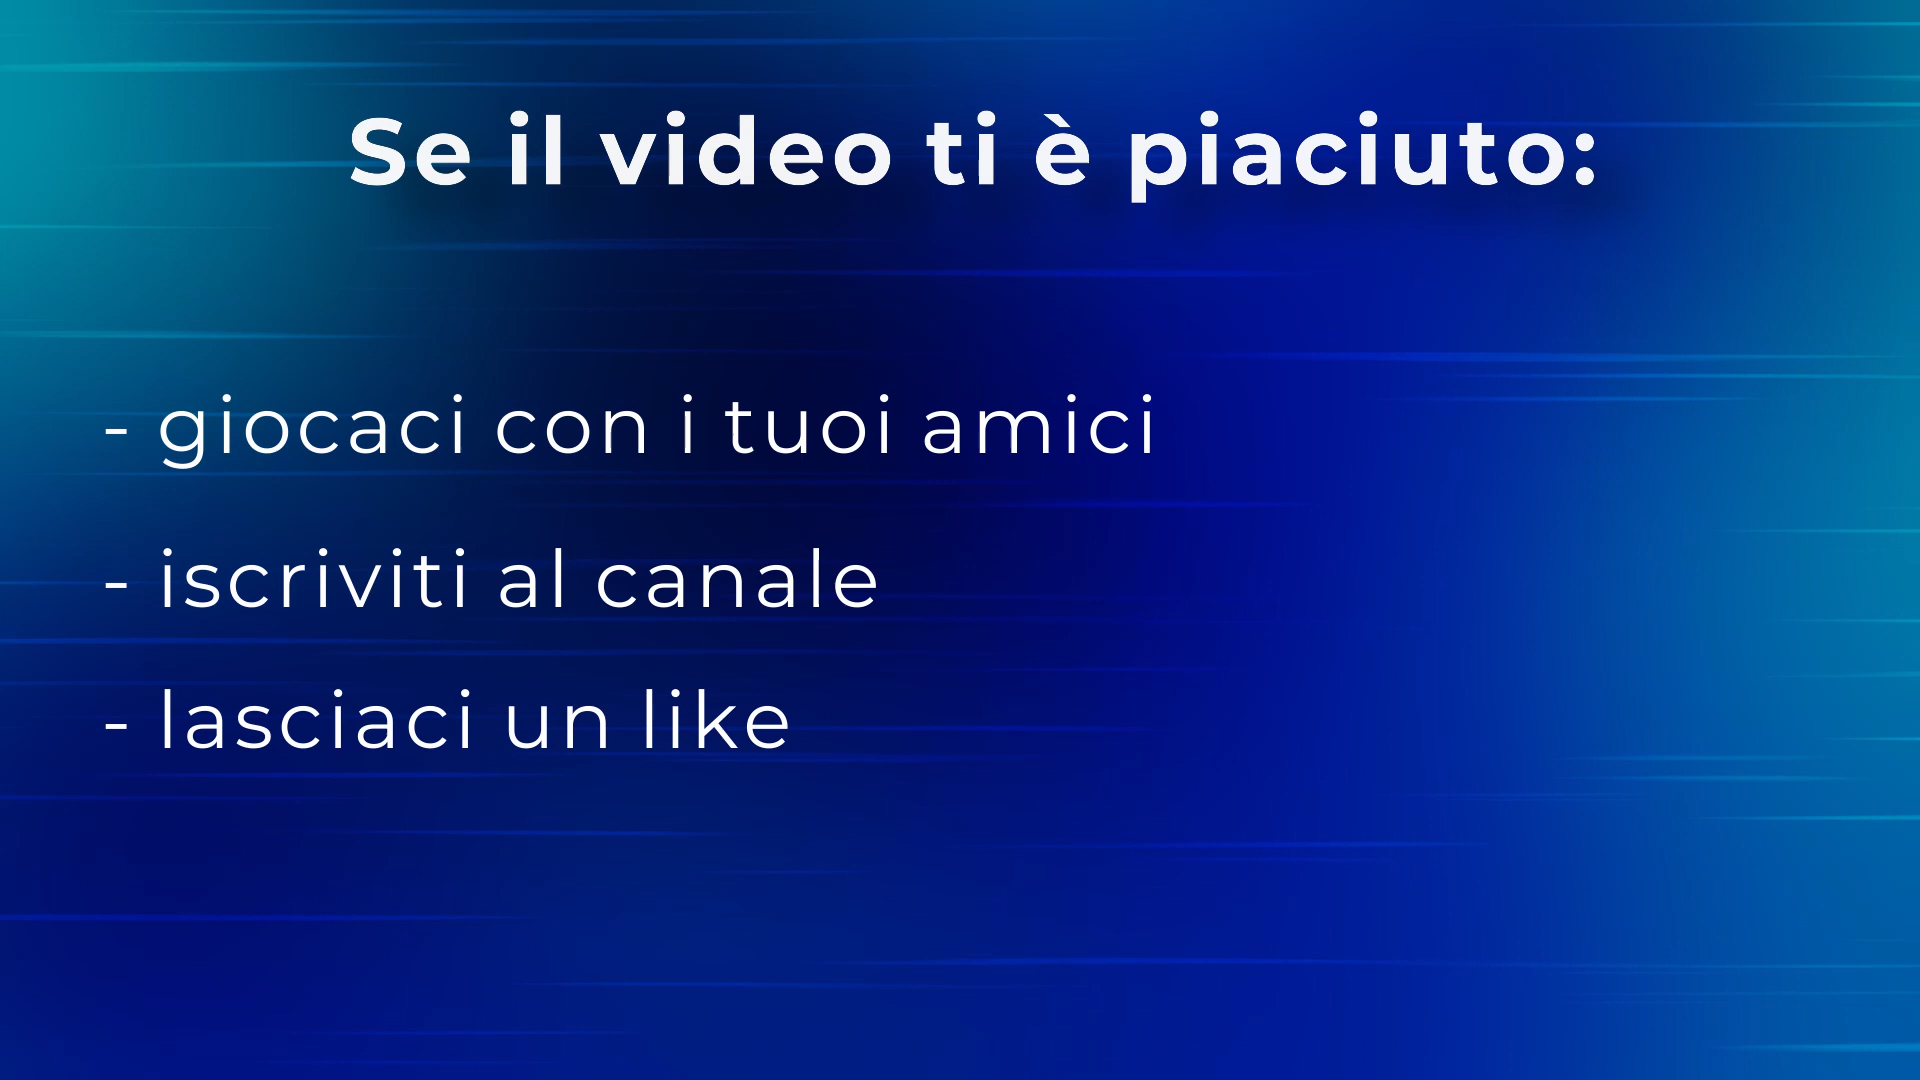 Se il video ti è piaciuto:
- giocaci con i tuoi amici
- iscriviti al canale
- lasciaci un like